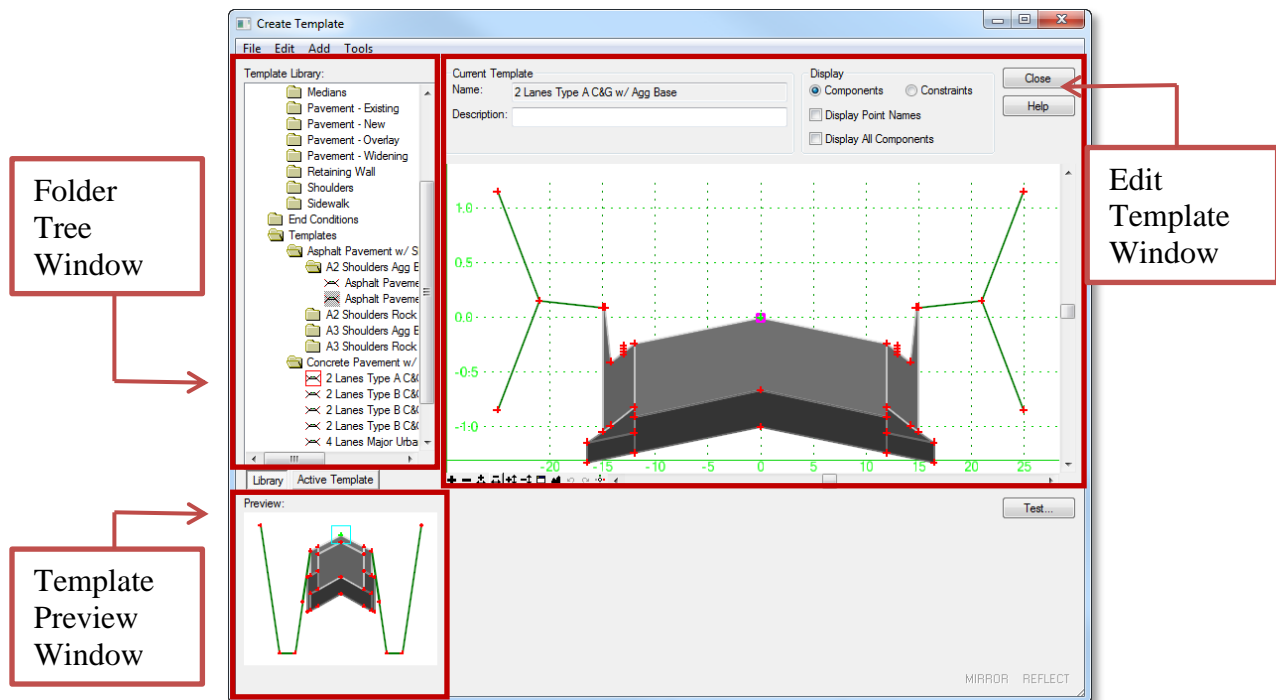 Create Template
File Edit Add Tools
Template Library:
Medians
Pavement - Existing
Pavement - New
Pavement - Overlay
Pavement - Widening
Retaining Wall
Shoulders
Sidewalk
End Conditions
Templates
Asphalt Pavement w/ S
A2 Shoulders Agg E
Asphalt Paveme
Asphalt Paveme
A2 Shoulders Rock
A3 Shoulders Agg E
A3 Shoulders Rock
Concrete Pavement w/
2 Lanes Type A C&G
2 Lanes Type B C&G
2 Lanes Type B C&G
2 Lanes Type B C&G
4 Lanes Major Urba
Library Active Template
Current Template
Name: 2 Lanes Type A C&G w/ Agg Base
Description:
Display
Components Constraints
Display Point Names
Display All Components
Close
Help
1.0
0.5
0.0
-0.5
-1.0
-20 -15 -10 -5 0 5 10 15 20 25
Preview:
Test...
MIRROR REFLECT
Folder
Tree
Window
Template
Preview
Window
Edit
Template
Window